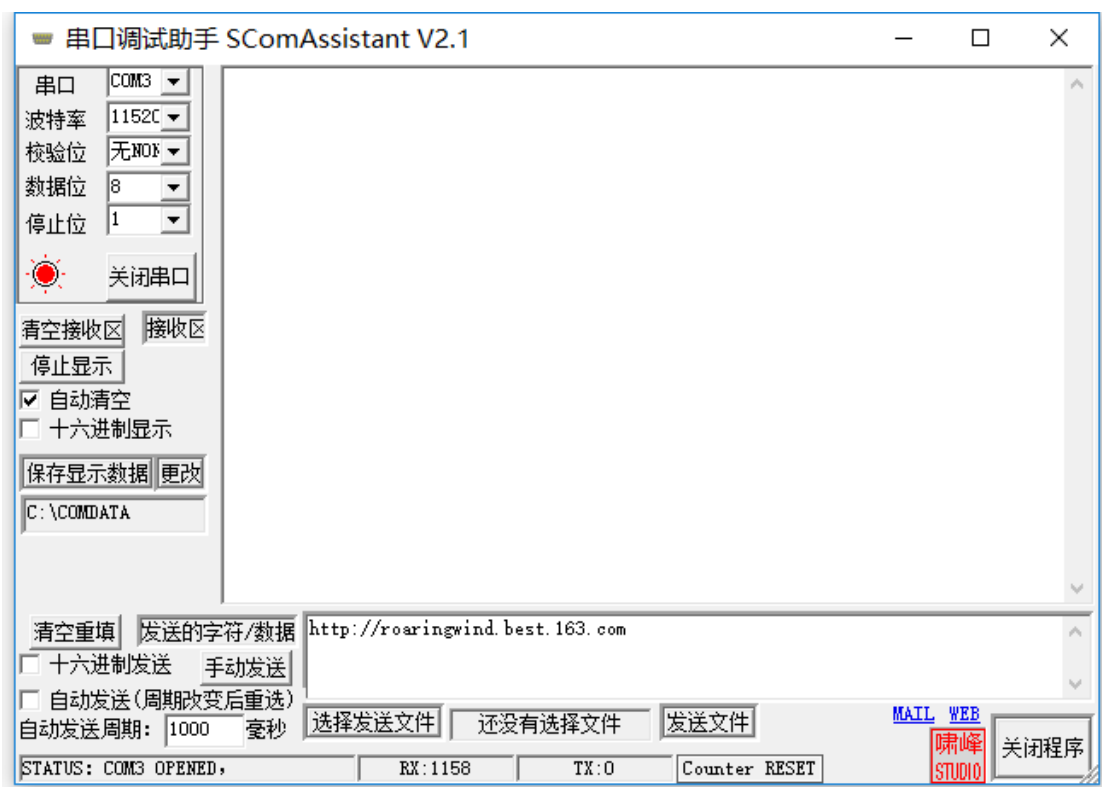 串口调试助手 SComAssistant V2.1
串口 COM3
波特率 11520
校验位 无NON
数据位 8
停止位 1
关闭串口
清空接收区 接收区
停止显示
自动清空
十六进制显示
保存显示数据 更改
C:\COMDATA
清空重填 发送的字符/数据 http://roaringwind.best.163.com
十六进制发送 手动发送
自动发送(周期改变后重选)
自动发送周期: 1000 毫秒 选择发送文件 还没有选择文件 发送文件 MAIL WEB
啸峰 STUDIO 关闭程序
STATUS: COM3 OPENED, RX:1158 TX:0 Counter RESET